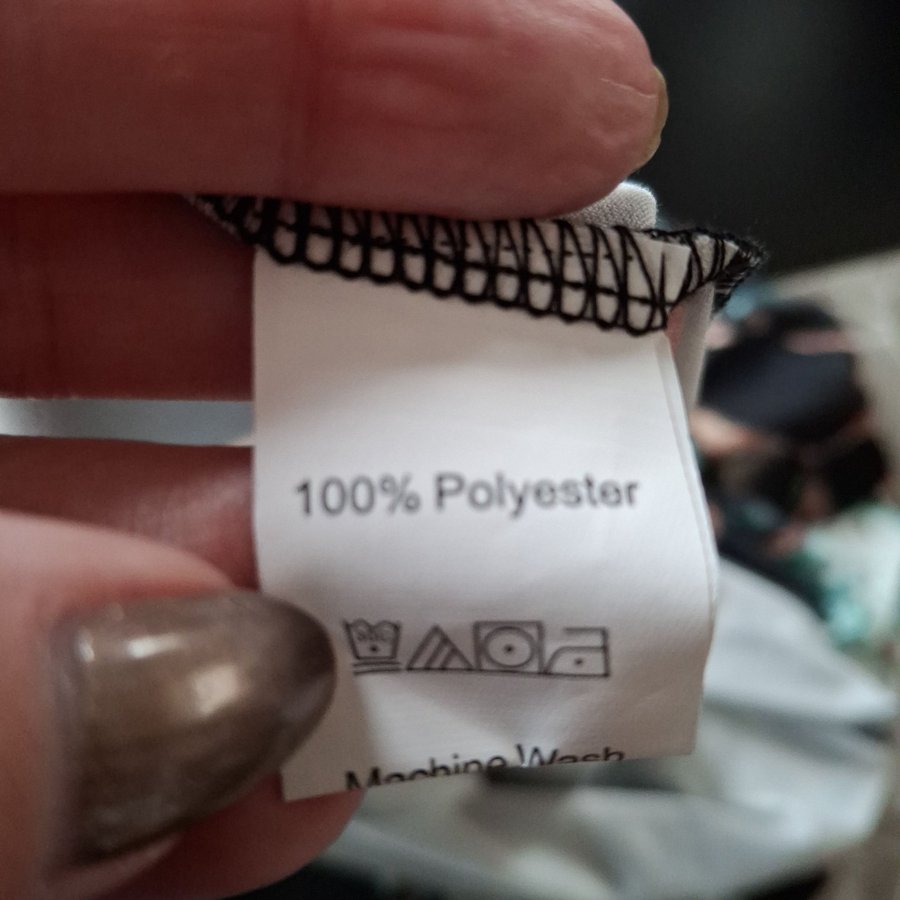 100% Polyester
Machine Wash